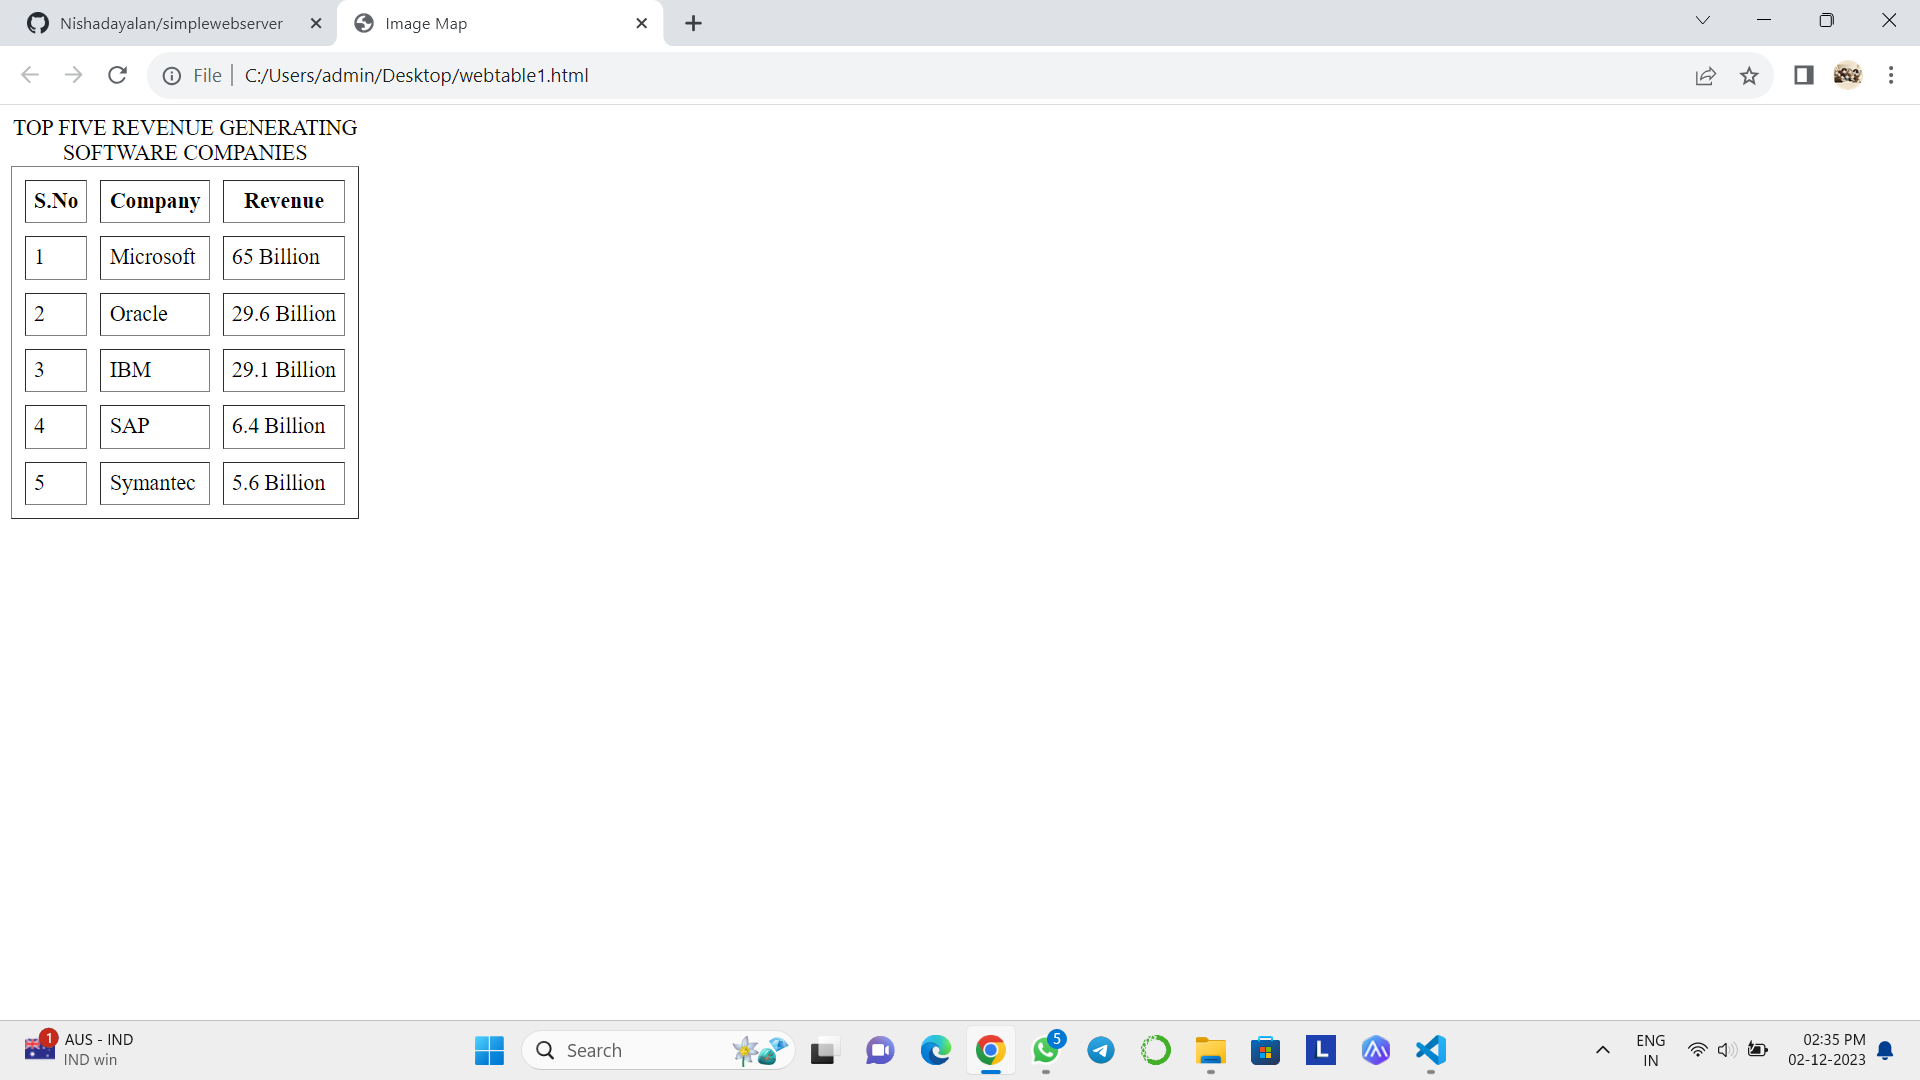 Nishadayalan/simplewebserver
Image Map
File
C:/Users/admin/Desktop/webtable1.html
TOP FIVE REVENUE GENERATING
SOFTWARE COMPANIES
S.No Company Revenue
1 Microsoft 65 Billion
2 Oracle 29.6 Billion
3 IBM 29.1 Billion
4 SAP 6.4 Billion
5 Symantec 5.6 Billion
1
AUS - IND
IND win
Search
5
L
ENG
IN
02:35 PM
02-12-2023